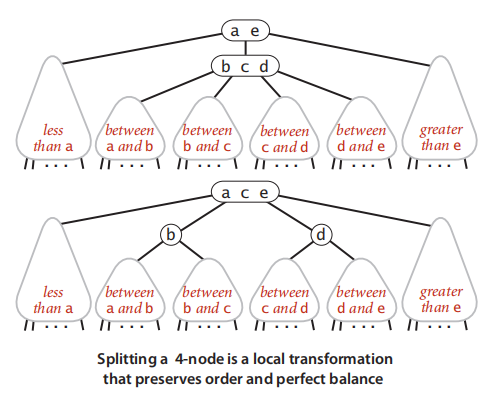 a e
b c d
less
than a
between
a and b
between
b and c
between
c and d
between
d and e
greater
than e
. . .
. . .
. . .
. . .
. . .
. . .
a c e
b
d
less
than a
between
a and b
between
b and c
between
c and d
between
d and e
greater
than e
. . .
. . .
. . .
. . .
. . .
. . .
Splitting a 4-node is a local transformation
that preserves order and perfect balance